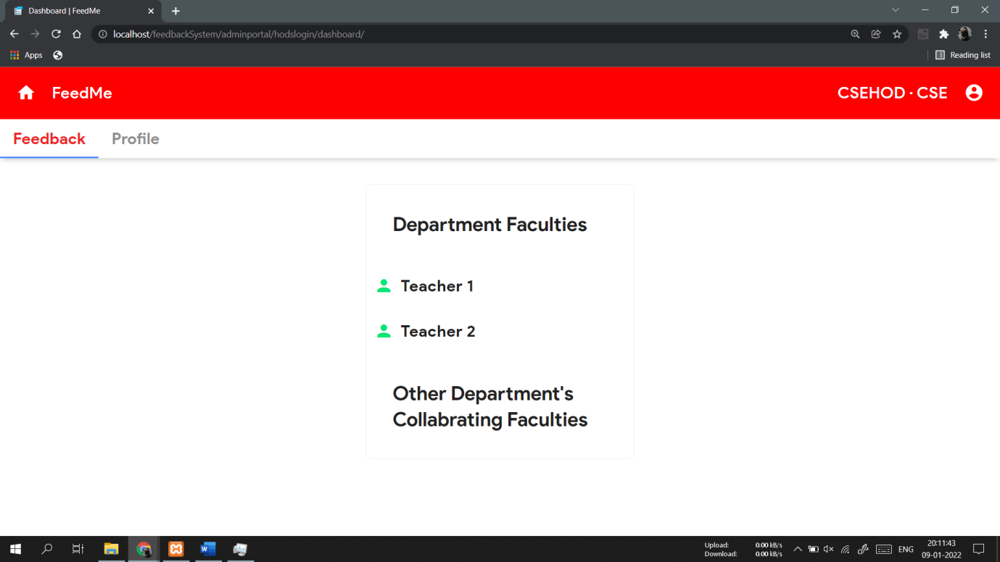 Dashboard | FeedMe
localhost/feedbackSystem/adminportal/hodslogin/dashboard/
Apps
Reading list
FeedMe
CSEHOD · CSE
Feedback
Profile
Department Faculties
Teacher 1
Teacher 2
Other Department's
Collabrating Faculties
Upload: 0.00 kB/s
Download: 0.00 kB/s
ENG
20:11:43
09-01-2022